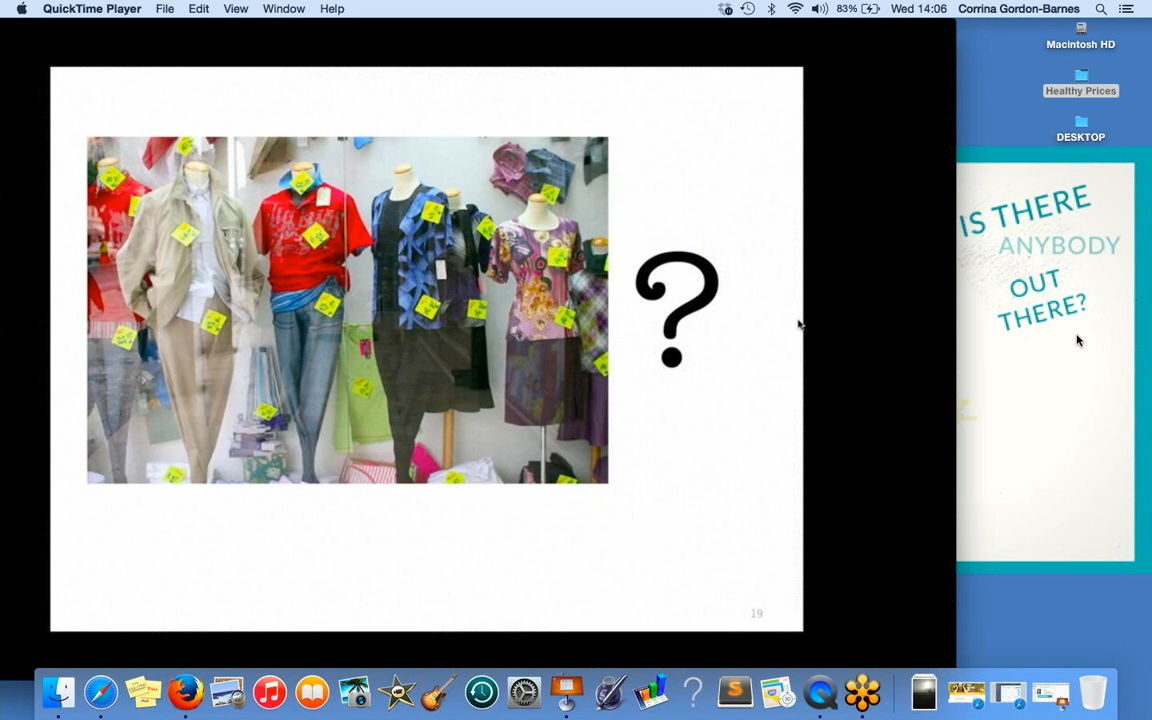 QuickTime Player File Edit View Window Help 83% Wed 14:06 Corrina Gordon-Barnes
Macintosh HD
Healthy Prices
DESKTOP
IS THERE
ANYBODY
OUT
THERE?
?
19